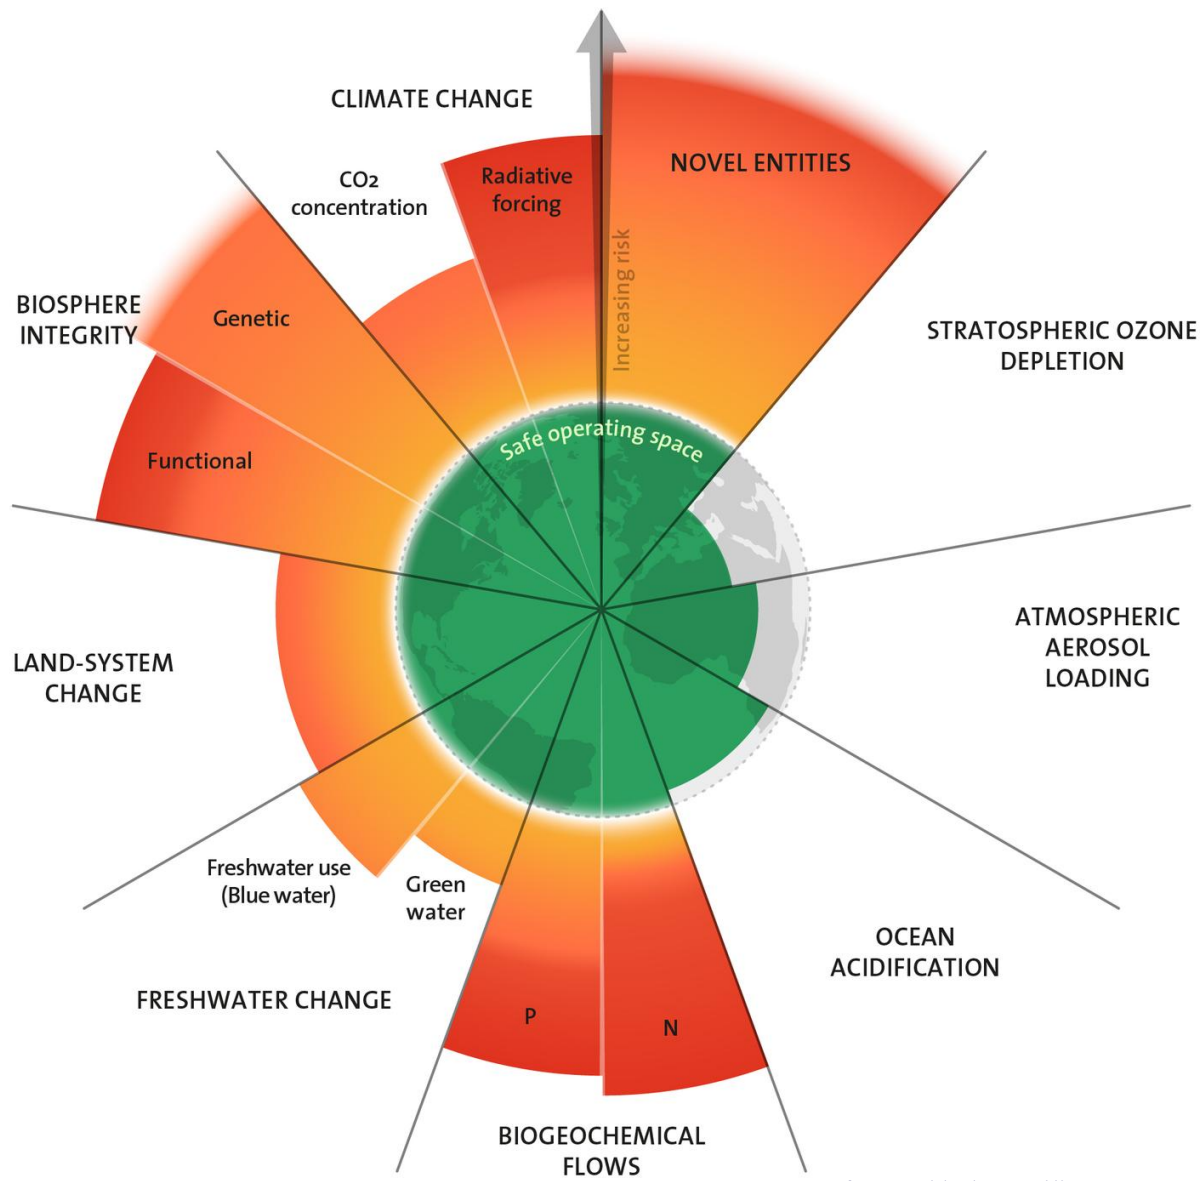 CLIMATE CHANGE
CO2
concentration
Radiative
forcing
NOVEL ENTITIES
Increasing risk
STRATOSPHERIC OZONE
DEPLETION
BIOSPHERE
INTEGRITY
Genetic
Functional
Safe operating space
ATMOSPHERIC
AEROSOL
LOADING
LAND-SYSTEM
CHANGE
Freshwater use
(Blue water)
Green
water
FRESHWATER CHANGE
P
N
OCEAN
ACIDIFICATION
BIOGEOCHEMICAL
FLOWS